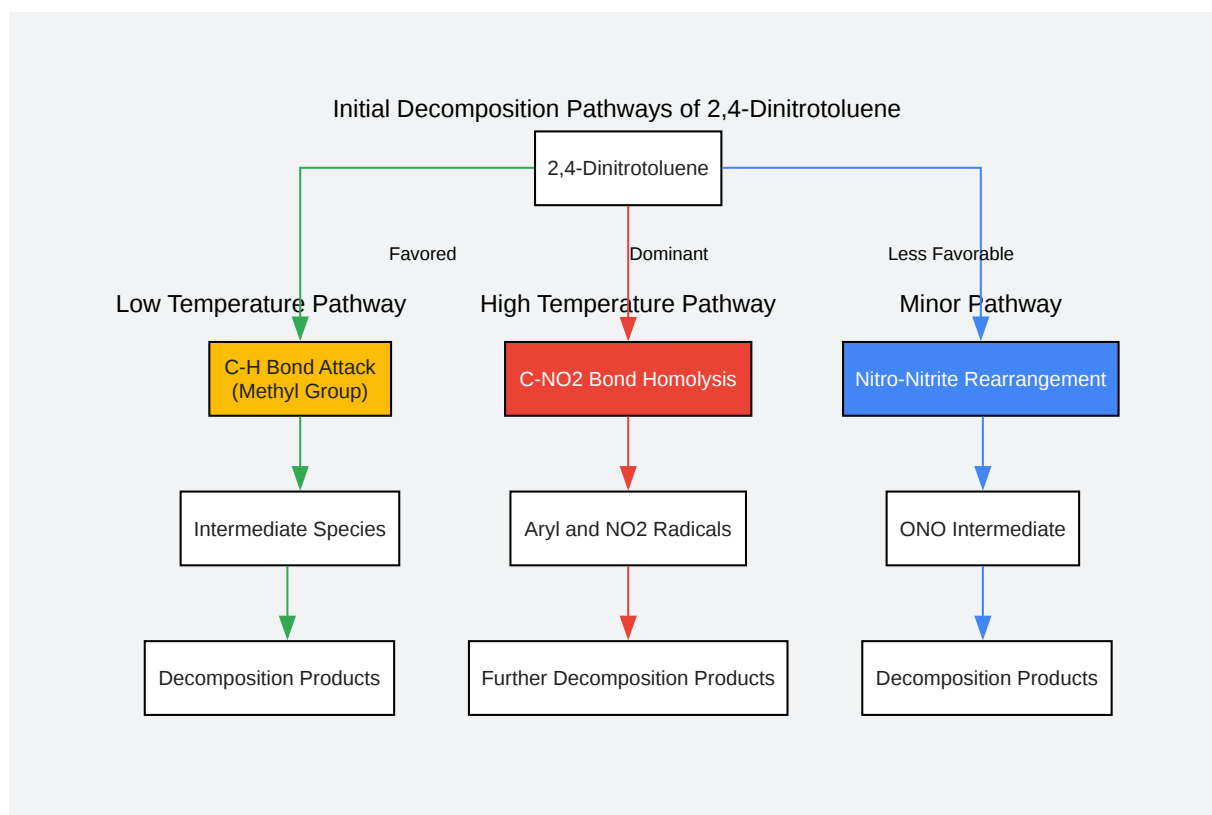 Initial Decomposition Pathways of 2,4-Dinitrotoluene
2,4-Dinitrotoluene
Favored
Dominant
Less Favorable
Low Temperature Pathway
High Temperature Pathway
Minor Pathway
C-H Bond Attack
(Methyl Group)
C-NO2 Bond Homolysis
Nitro-Nitrite Rearrangement
Intermediate Species
Aryl and NO2 Radicals
ONO Intermediate
Decomposition Products
Further Decomposition Products
Decomposition Products